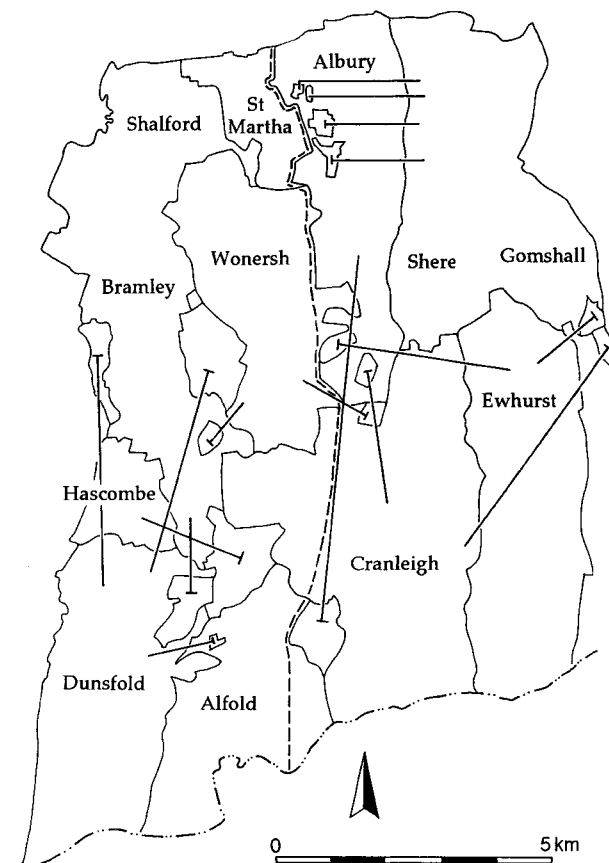 Albury
St
Martha
Shalford
Wonersh
Shere
Gomshall
Bramley
Ewhurst
Hascombe
Cranleigh
Dunsfold
Alfold
0
5 km